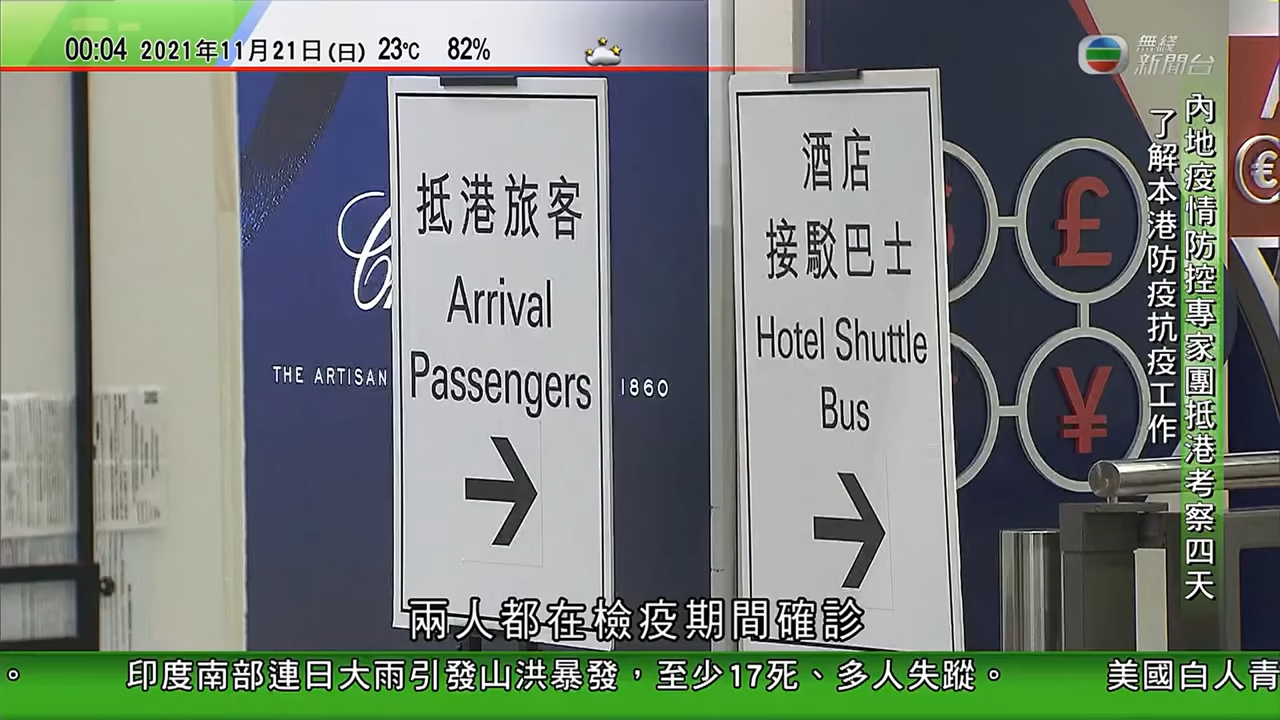 00:04 2021年11月21日(日) 23℃ 82%
無綫
新聞台
內地疫情防控專家團抵港考察四天
了解本港防疫抗疫工作
抵港旅客
Arrival
Passengers
酒店
接駁巴士
Hotel Shuttle
Bus
THE ARTISAN
1860
£
¥
€
兩人都在檢疫期間確診
。 印度南部連日大雨引發山洪暴發，至少17死、多人失蹤。 美國白人青